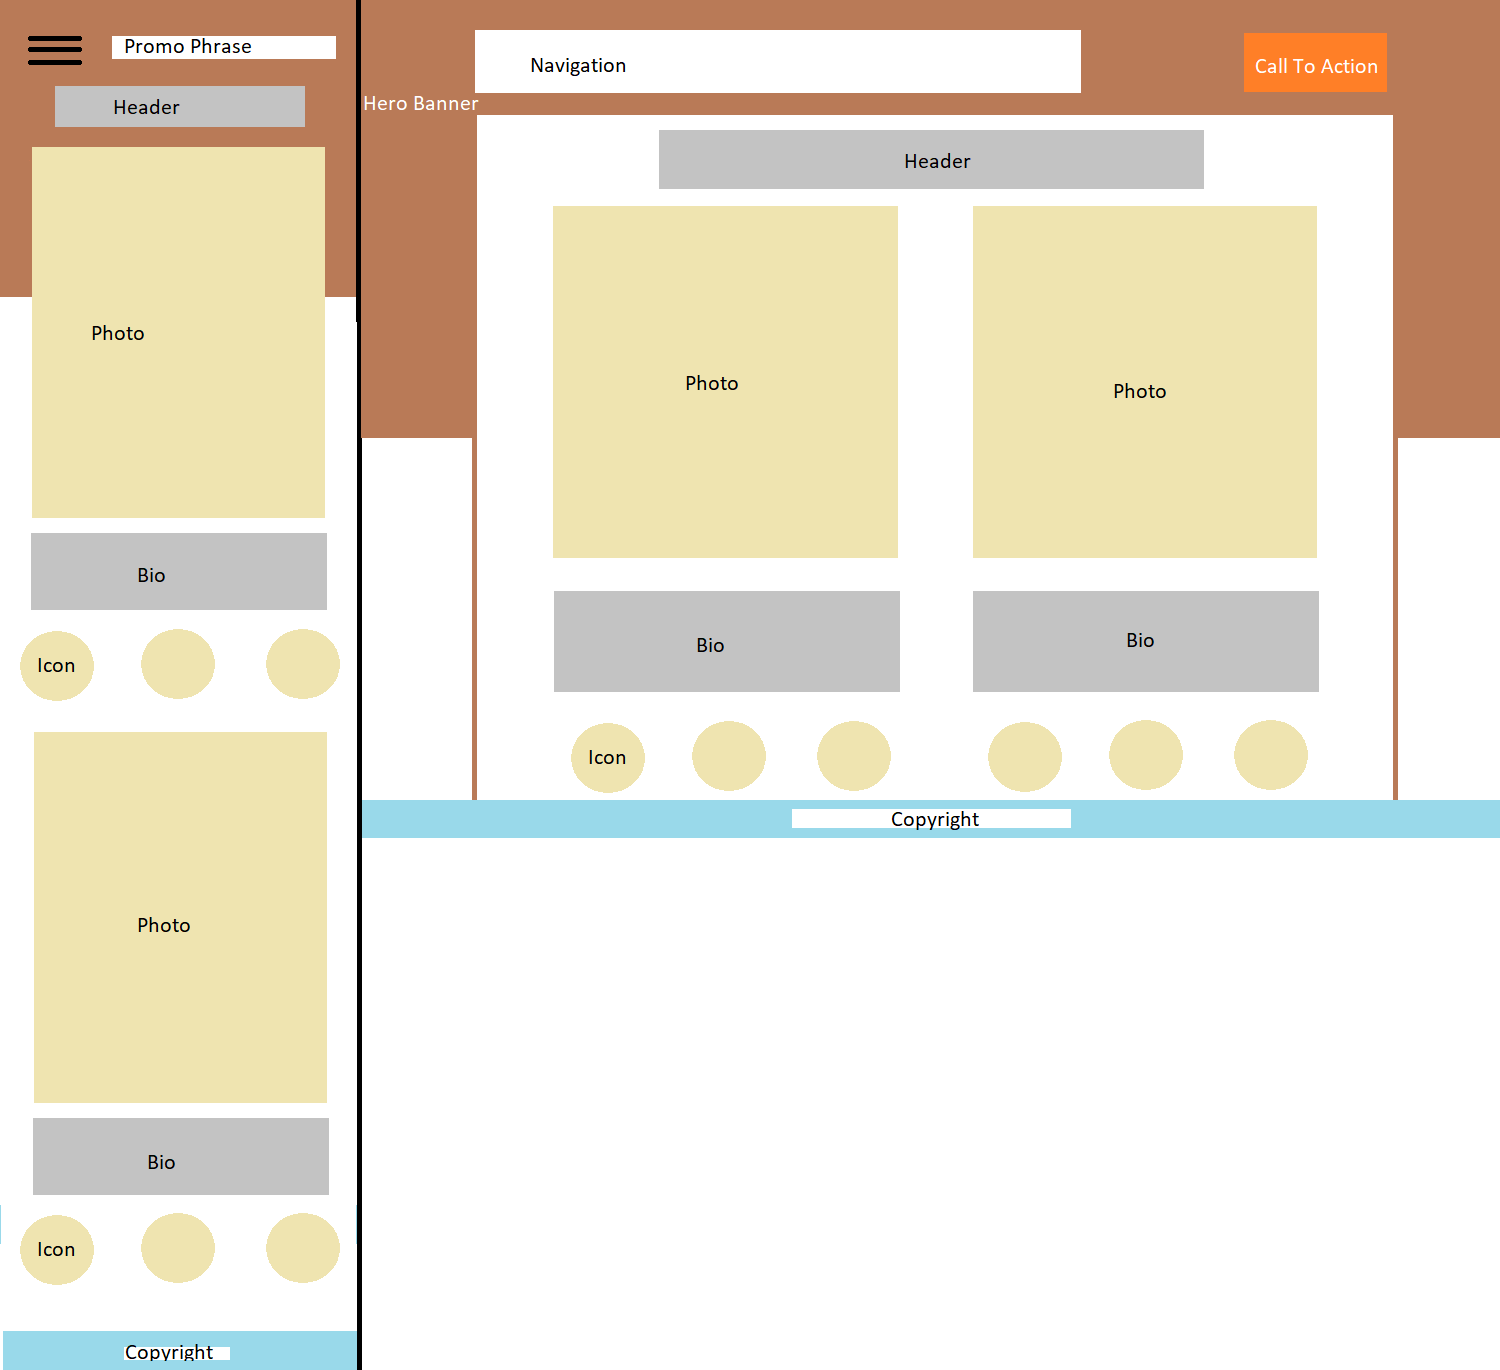 Promo Phrase
Header
Photo
Bio
Icon
Photo
Bio
Icon
Copyright
Navigation
Call To Action
Hero Banner
Header
Photo
Photo
Bio
Bio
Icon
Copyright